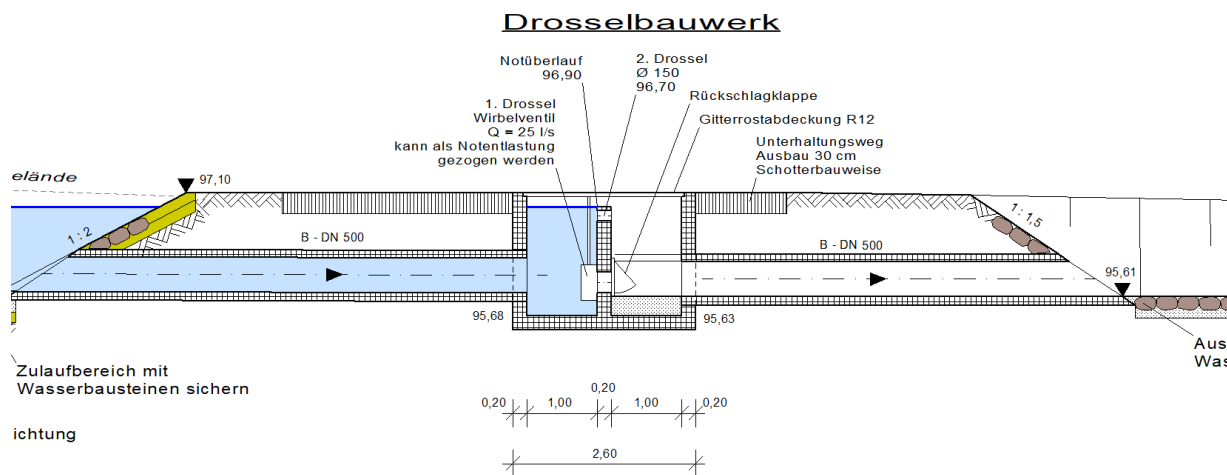 Drosselbauwerk
Notüberlauf
96,90
2. Drossel
Ø 150
96,70
1. Drossel
Wirbelventil
Q = 25 l/s
kann als Notentlastung
gezogen werden
Rückschlagklappe
Gitterrostabdeckung R12
Unterhaltungsweg
Ausbau 30 cm
Schotterbauweise
elände
97,10
1 : 2
B - DN 500
B - DN 500
1 : 1,5
95,61
95,68
95,63
Zulaufbereich mit
Wasserbausteinen sichern
Aus
Was
ichtung
0,20
0,20
1,00
1,00
0,20
2,60